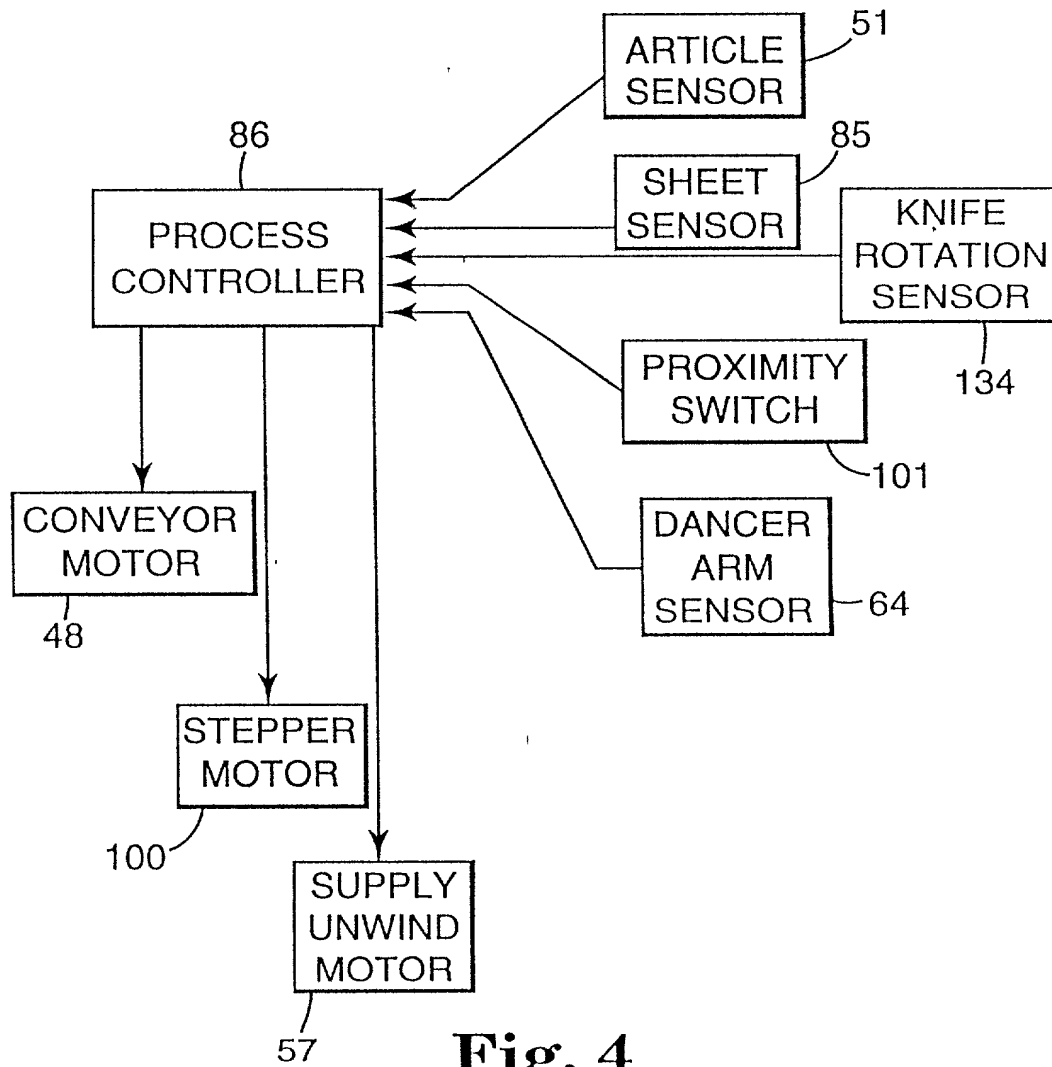 51
ARTICLE
SENSOR
86
85
PROCESS
CONTROLLER
SHEET
SENSOR
KNIFE
ROTATION
SENSOR
134
PROXIMITY
SWITCH
101
CONVEYOR
MOTOR
48
DANCER
ARM
SENSOR
64
STEPPER
MOTOR
100
SUPPLY
UNWIND
MOTOR
57
Fig. 4